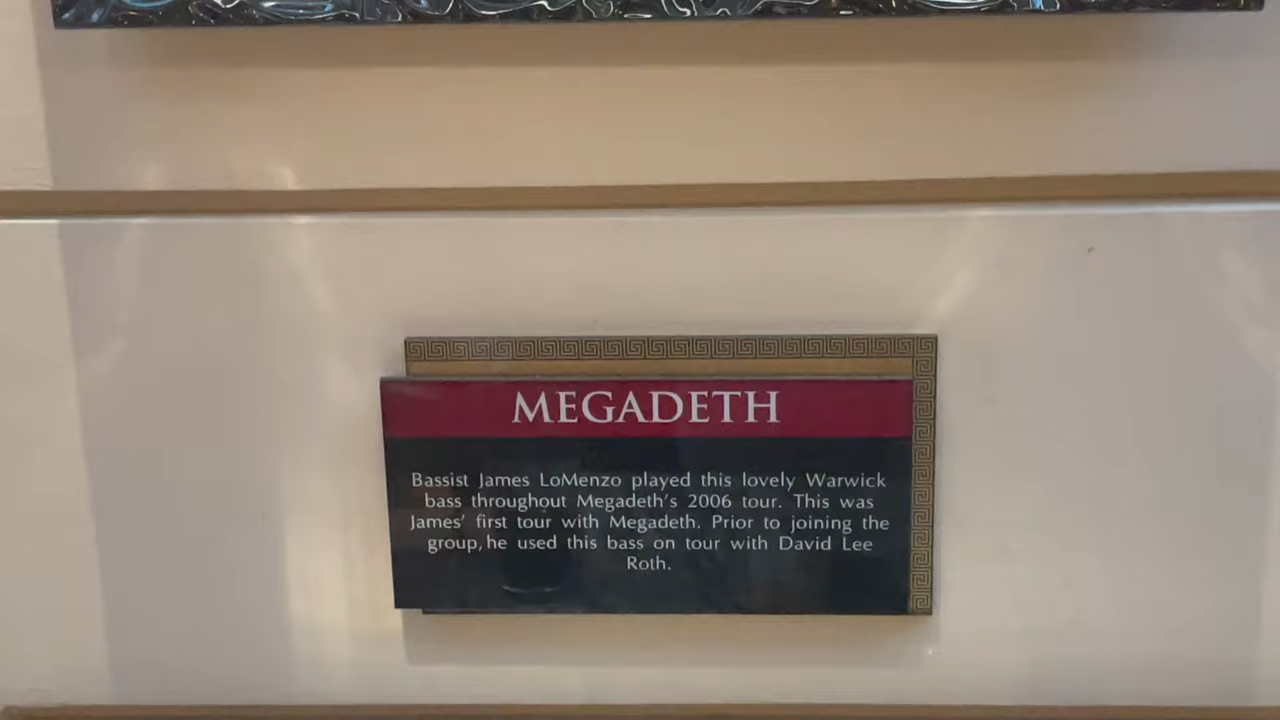 MEGADETH
Bassist James LoMenzo played this lovely Warwick
bass throughout Megadeth's 2006 tour. This was
James' first tour with Megadeth. Prior to joining the
group, he used this bass on tour with David Lee
Roth.